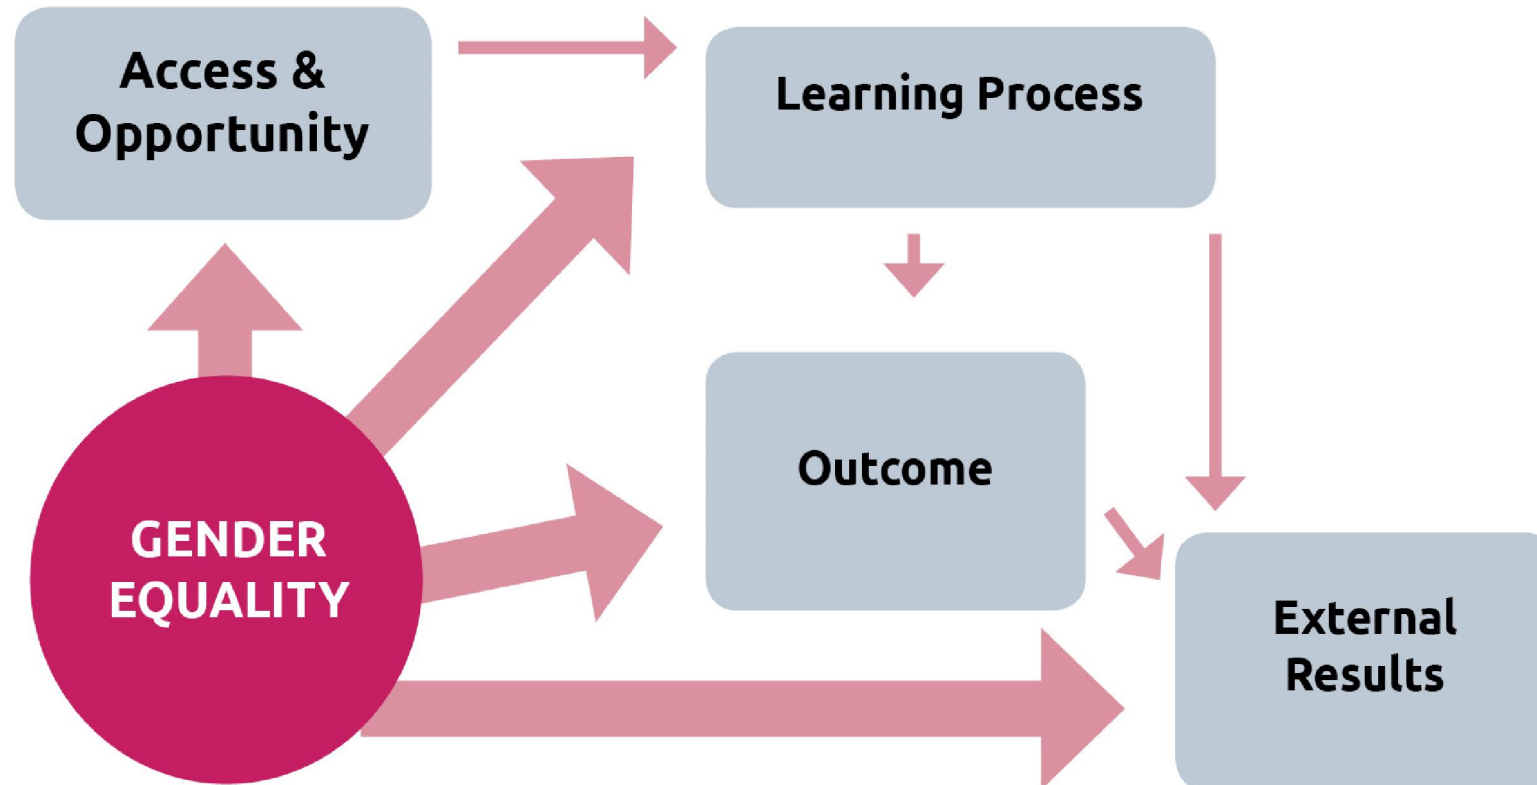 Access &
Opportunity
Learning Process
Outcome
GENDER
EQUALITY
External
Results